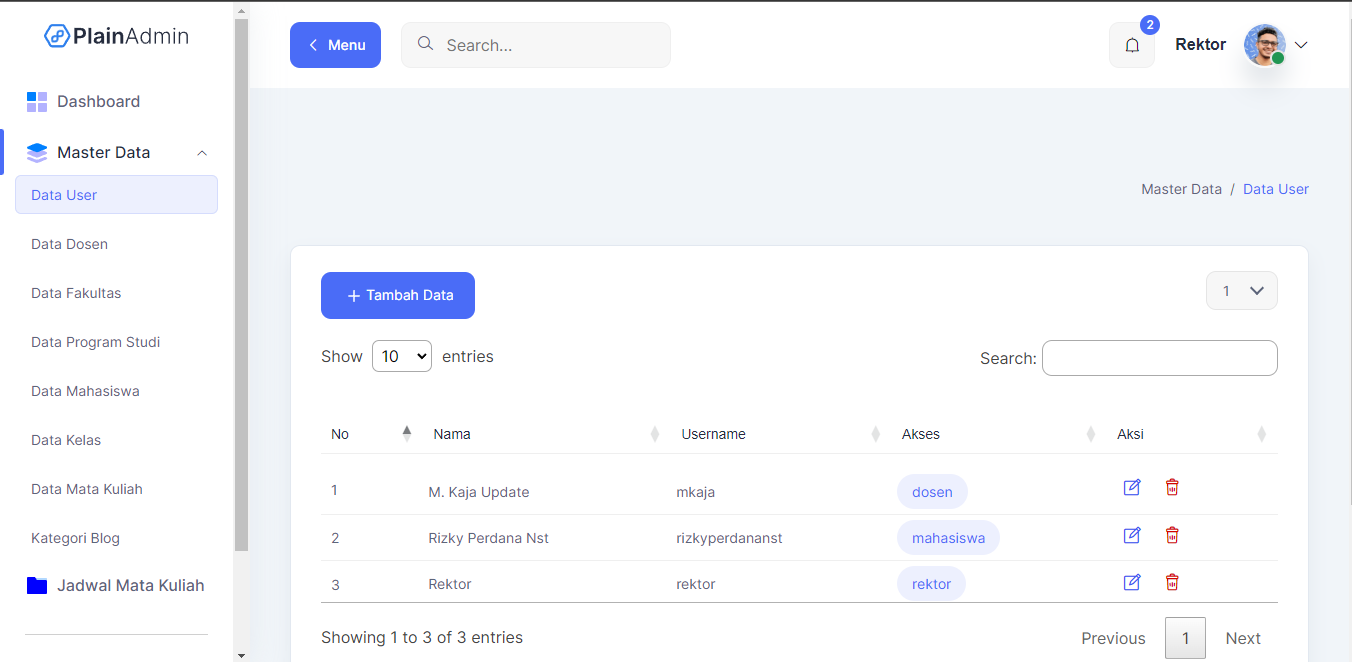 PlainAdmin
Dashboard
Master Data
Data User
Data Dosen
Data Fakultas
Data Program Studi
Data Mahasiswa
Data Kelas
Data Mata Kuliah
Kategori Blog
Jadwal Mata Kuliah
Menu
Search...
2
Rektor
Master Data / Data User
+ Tambah Data
1
Show 10 entries
Search:
No Nama Username Akses Aksi
1 M. Kaja Update mkaja dosen
2 Rizky Perdana Nst rizkyperdananst mahasiswa
3 Rektor rektor rektor
Showing 1 to 3 of 3 entries
Previous 1 Next